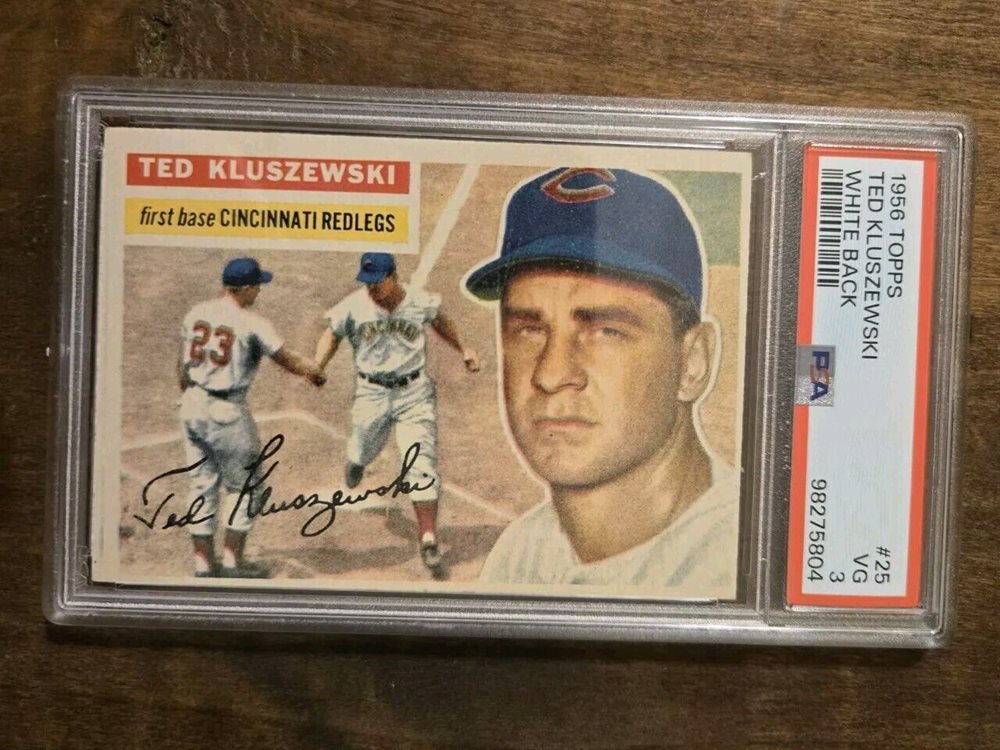 TED KLUSZEWSKI
first base CINCINNATI REDLEGS
C
23
CINCINNATI
Ted Kluszewski
1956 TOPPS
TED KLUSZEWSKI
WHITE BACK
#25
VG
3
PSA
98275804